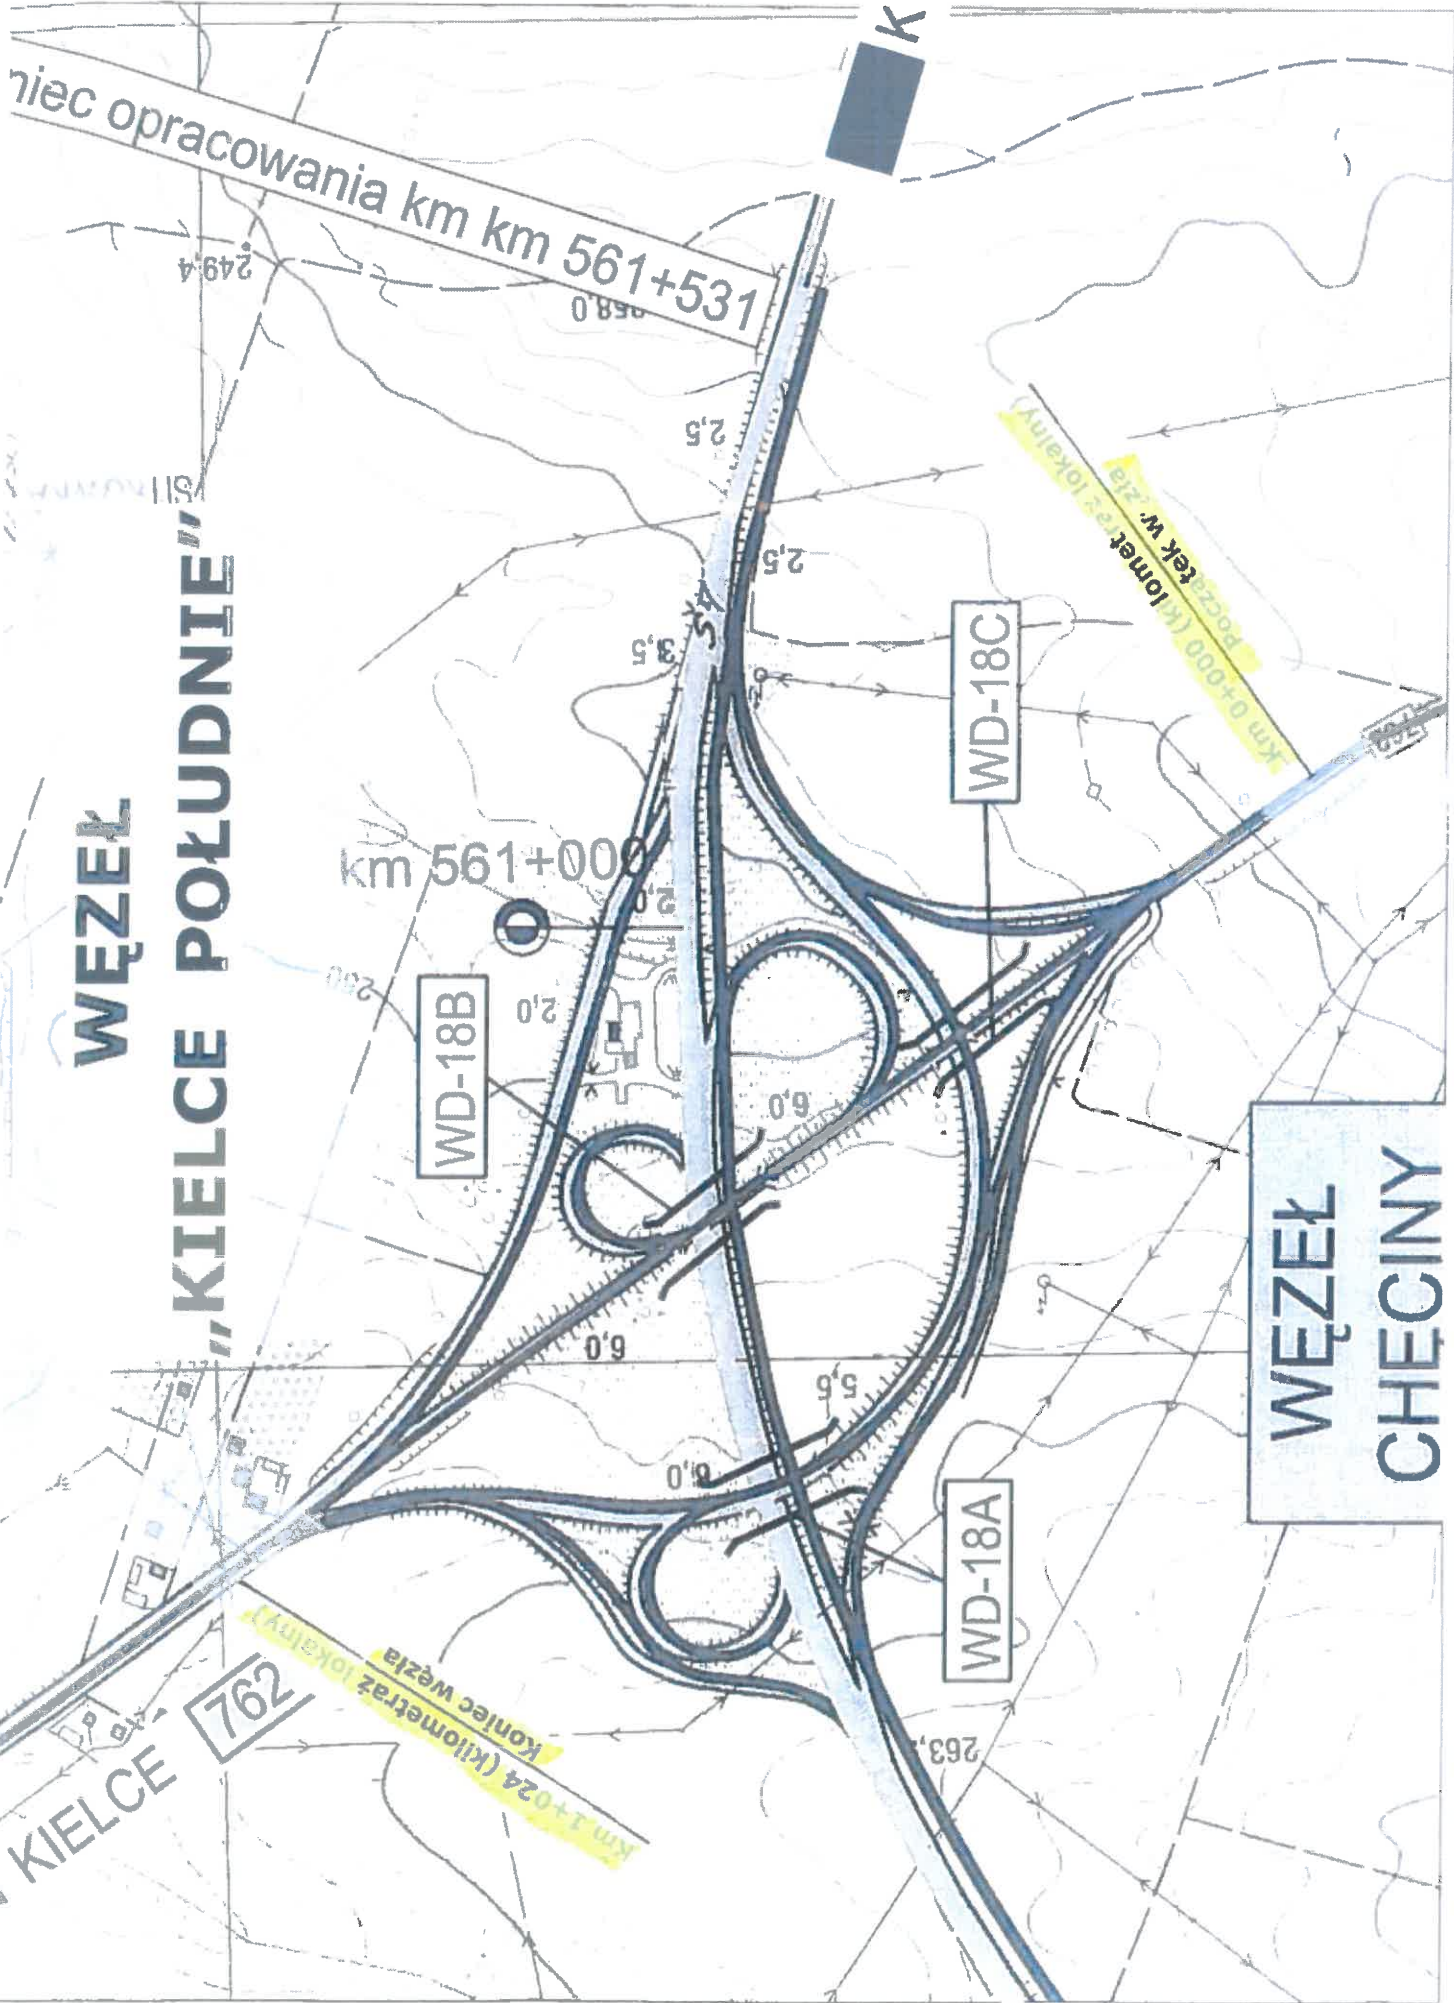 WĘZEŁ
„KIELCE POŁUDNIE”
niec opracowania km km 561+531
K
249,4
258,0
2,5
2,5
3,5
S7
km 561+000
2,0
2,0
260
WD-18B
WD-18C
6,0
6,0
5,6
6,0
WD-18A
263,
762
Km 0+000 (kilometraż lokalny)
Początek węzła
762
KIELCE
Km 1+024 (kilometraż lokalny)
Koniec węzła
WĘZEŁ
CHĘCINY